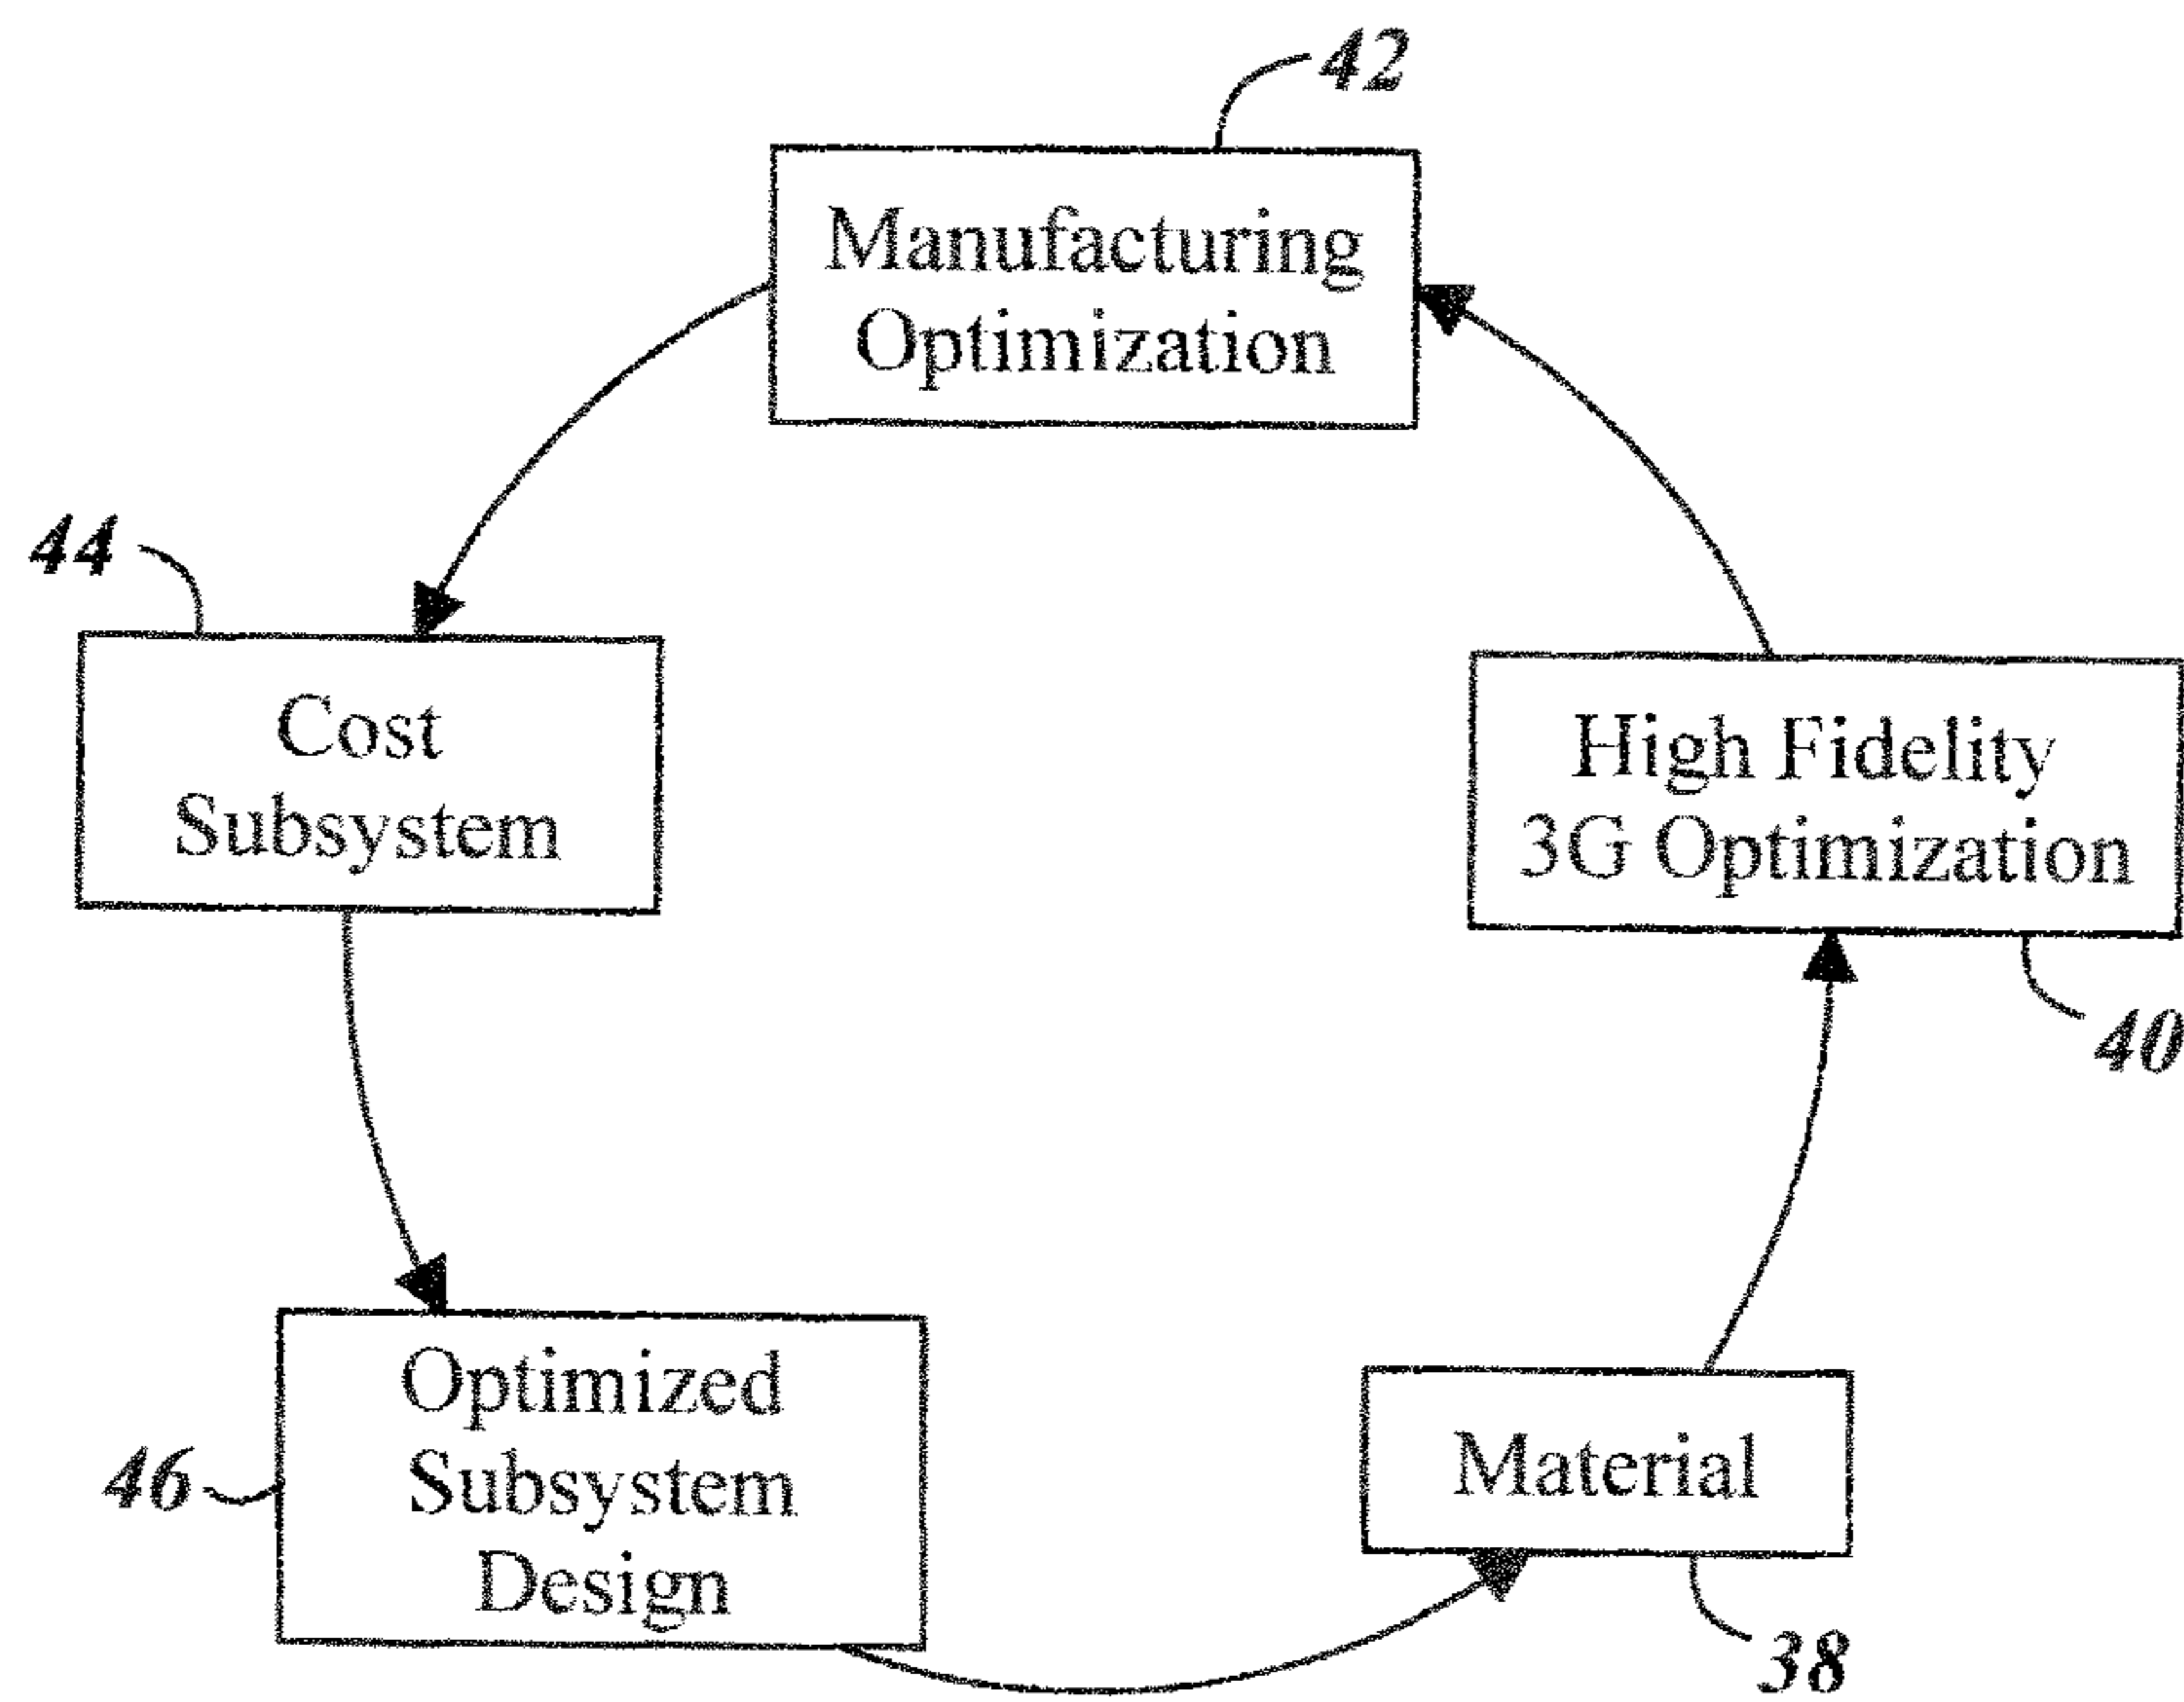 42
Manufacturing
Optimization
44
Cost
Subsystem
High Fidelity
3G Optimization
40
Optimized
Subsystem
Design
46
Material
38